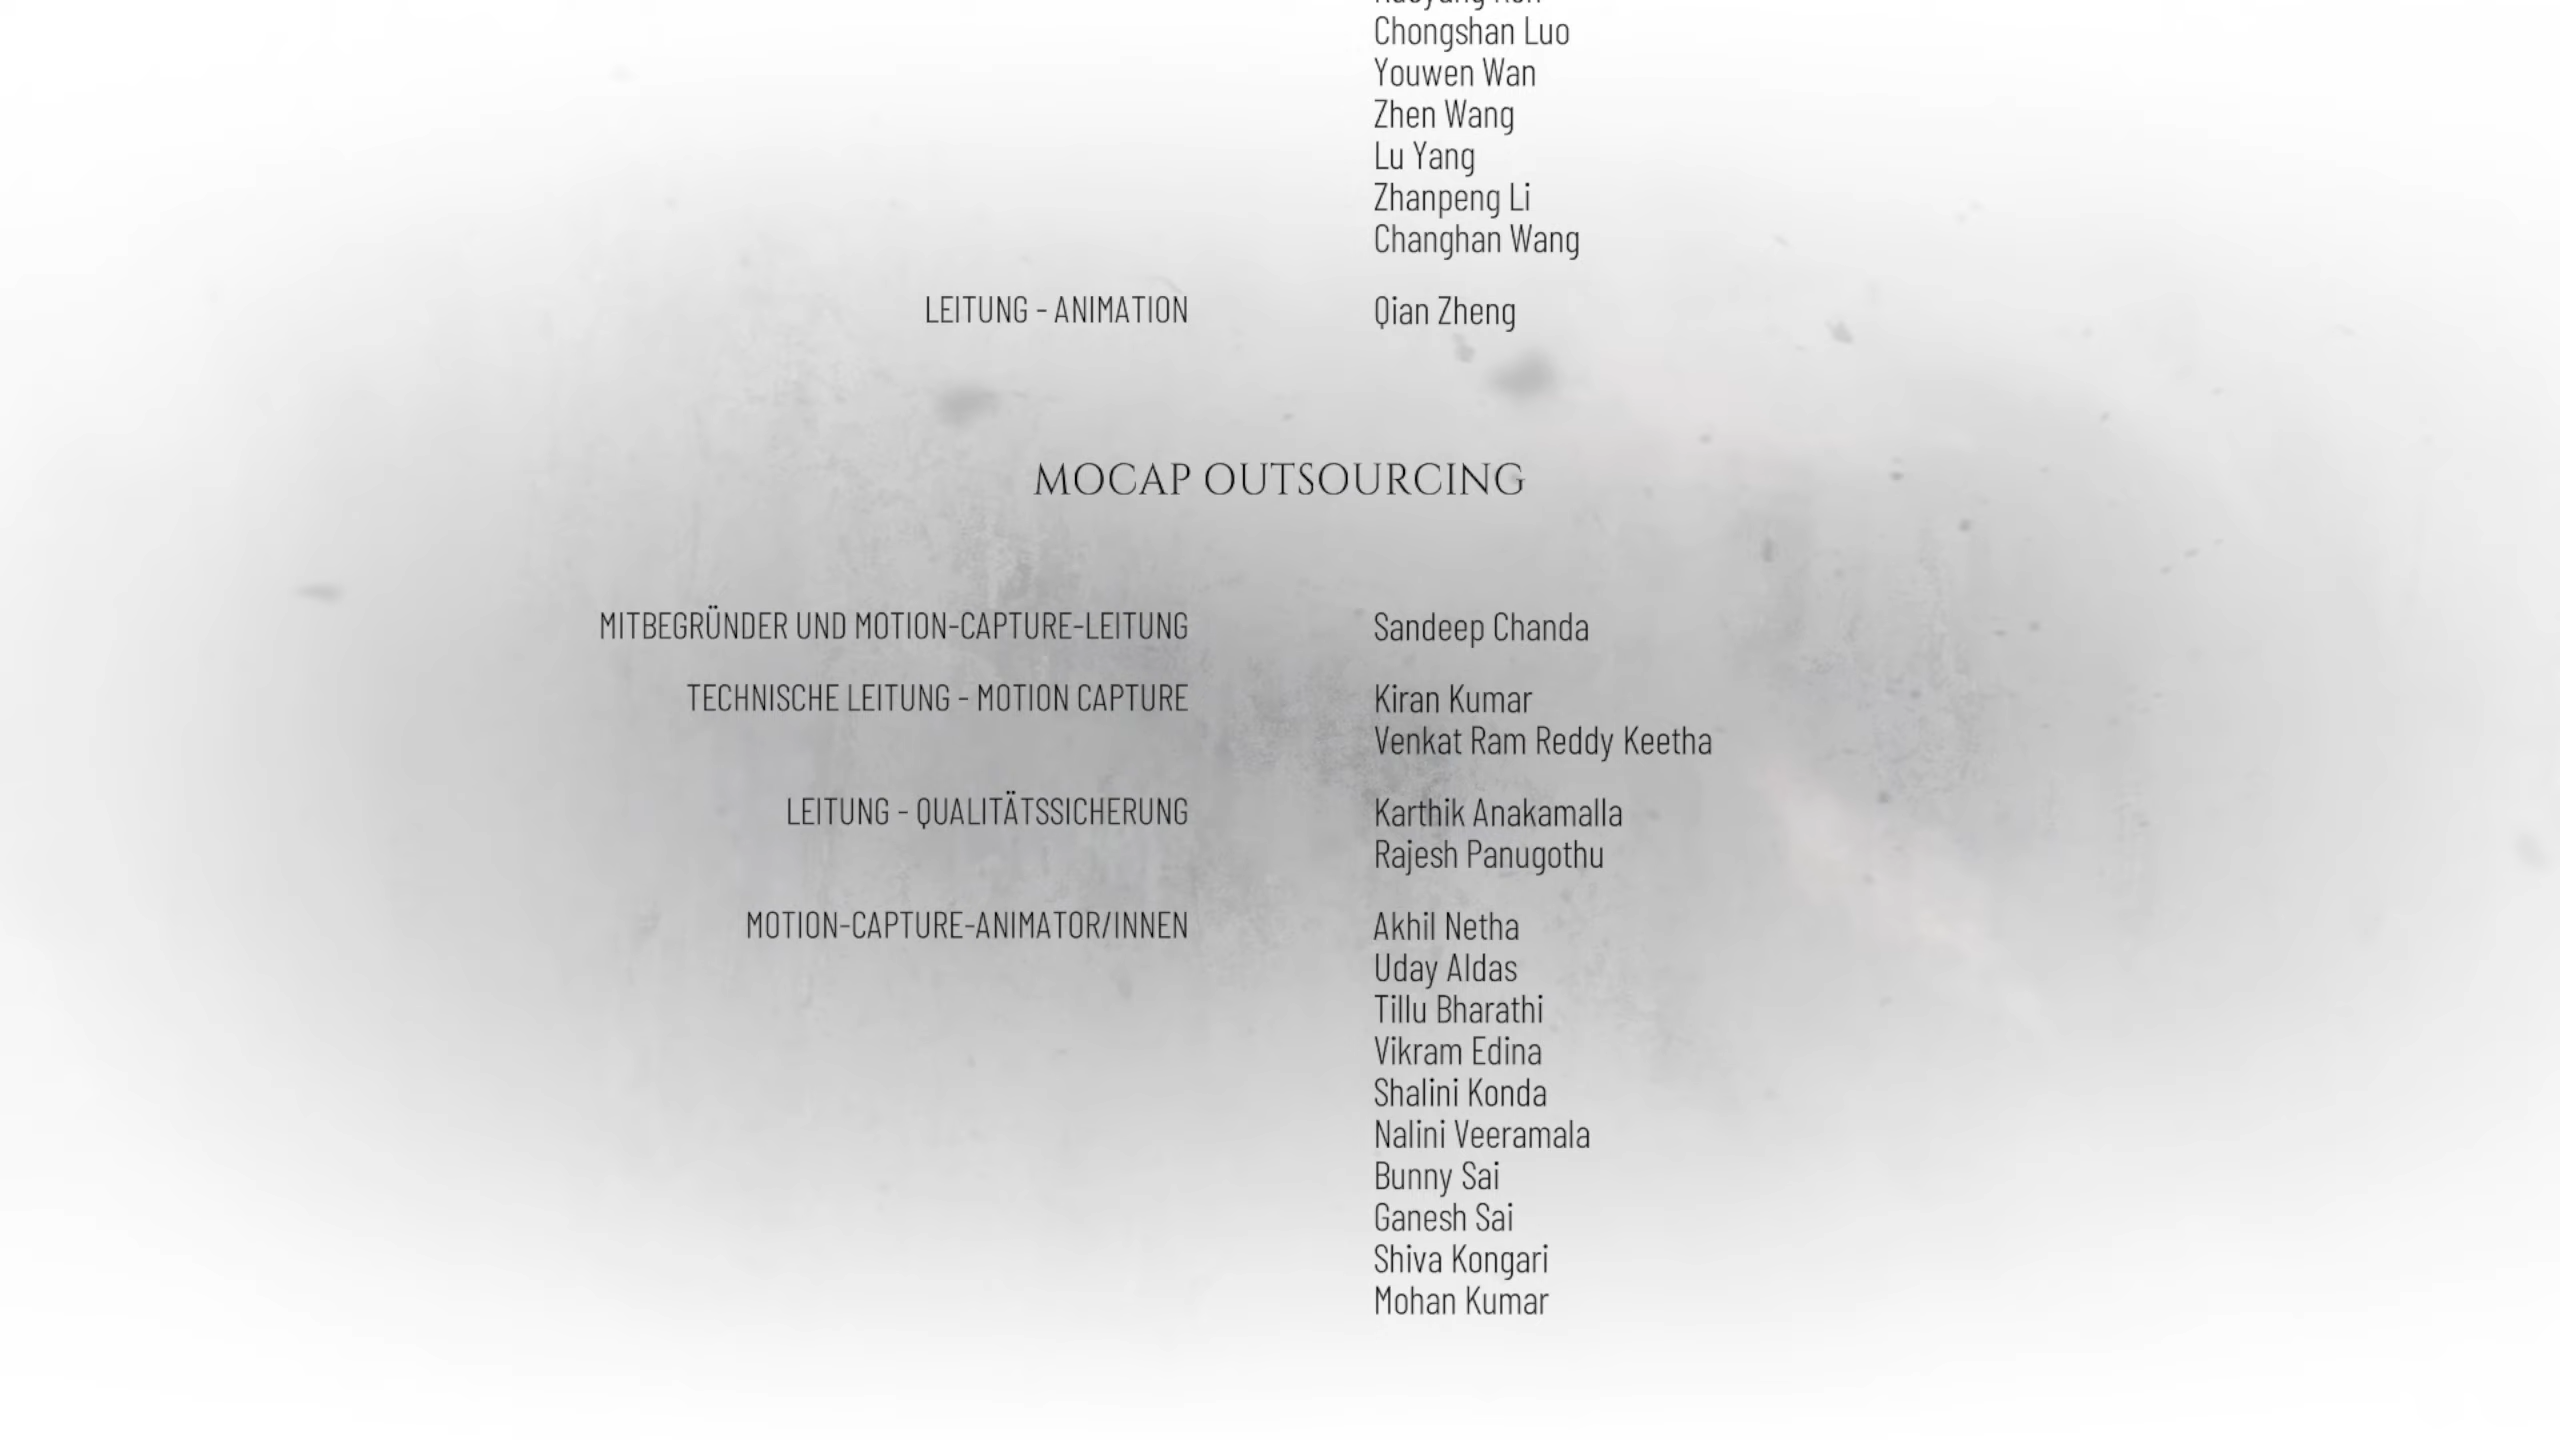 Chongshan Luo
Youwen Wan
Zhen Wang
Lu Yang
Zhanpeng Li
Changhan Wang
LEITUNG - ANIMATION Qian Zheng
MOCAP OUTSOURCING
MITBEGRÜNDER UND MOTION-CAPTURE-LEITUNG Sandeep Chanda
TECHNISCHE LEITUNG - MOTION CAPTURE Kiran Kumar
Venkat Ram Reddy Keetha
LEITUNG - QUALITÄTSSICHERUNG Karthik Anakamalla
Rajesh Panugothu
MOTION-CAPTURE-ANIMATOR/INNEN Akhil Netha
Uday Aldas
Tillu Bharathi
Vikram Edina
Shalini Konda
Nalini Veeramala
Bunny Sai
Ganesh Sai
Shiva Kongari
Mohan Kumar